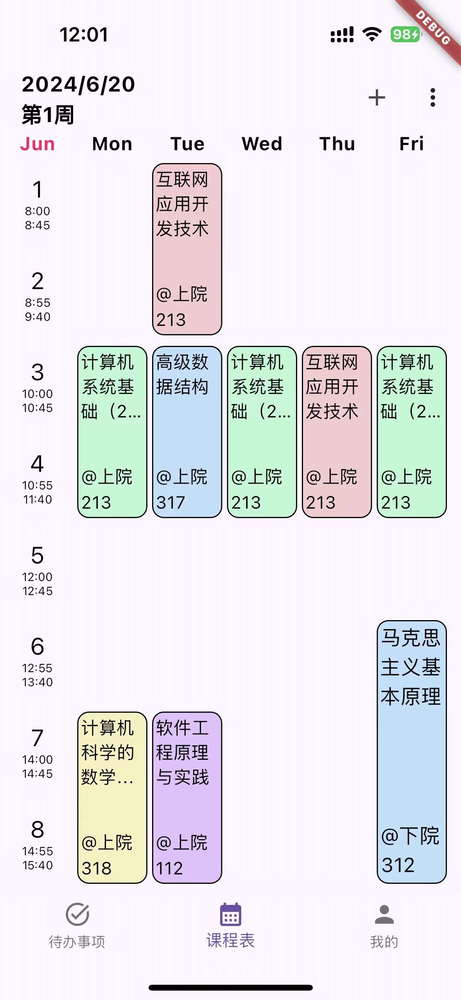 12:01
98
DEBUG
2024/6/20
第1周
Jun Mon Tue Wed Thu Fri
1
8:00
8:45
互联网
应用开
发技术
@上院
213
2
8:55
9:40
3
10:00
10:45
计算机
系统基
础（2...
@上院
213
高级数
据结构
@上院
317
计算机
系统基
础（2...
@上院
213
互联网
应用开
发技术
@上院
213
计算机
系统基
础（2...
@上院
213
4
10:55
11:40
5
12:00
12:45
6
12:55
13:40
马克思
主义基
本原理
@下院
312
7
14:00
14:45
计算机
科学的
数学...
@上院
318
软件工
程原理
与实践
@上院
112
8
14:55
15:40
待办事项
课程表
我的